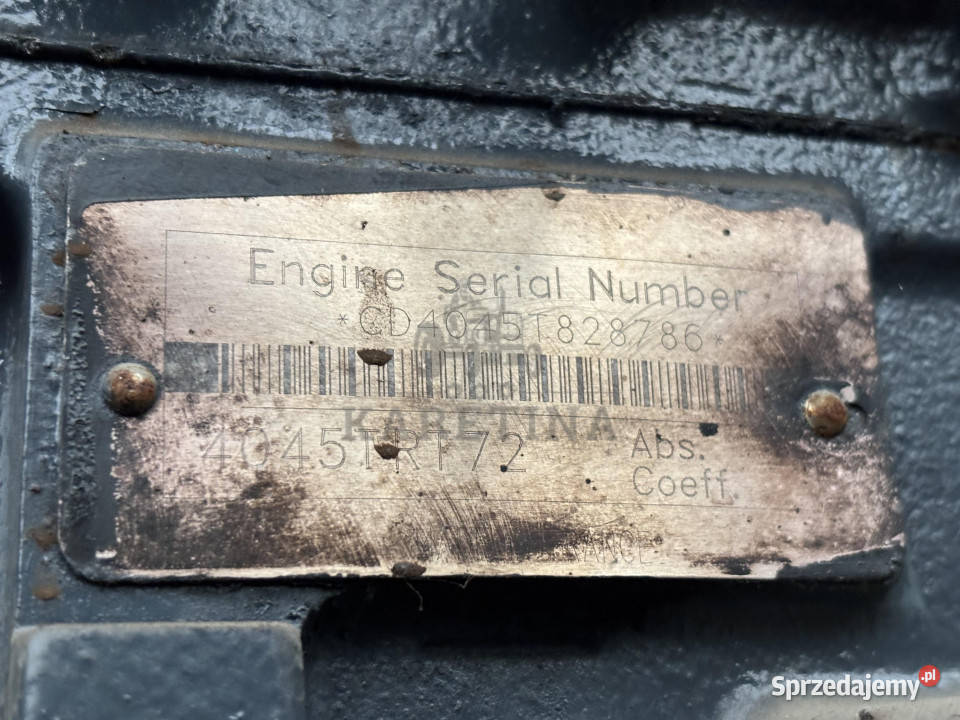 Engine Serial Number
*CD4045T828786*
KARETINA
4045TRT72
Abs.
Coeff.
Sprzedajemy.pl